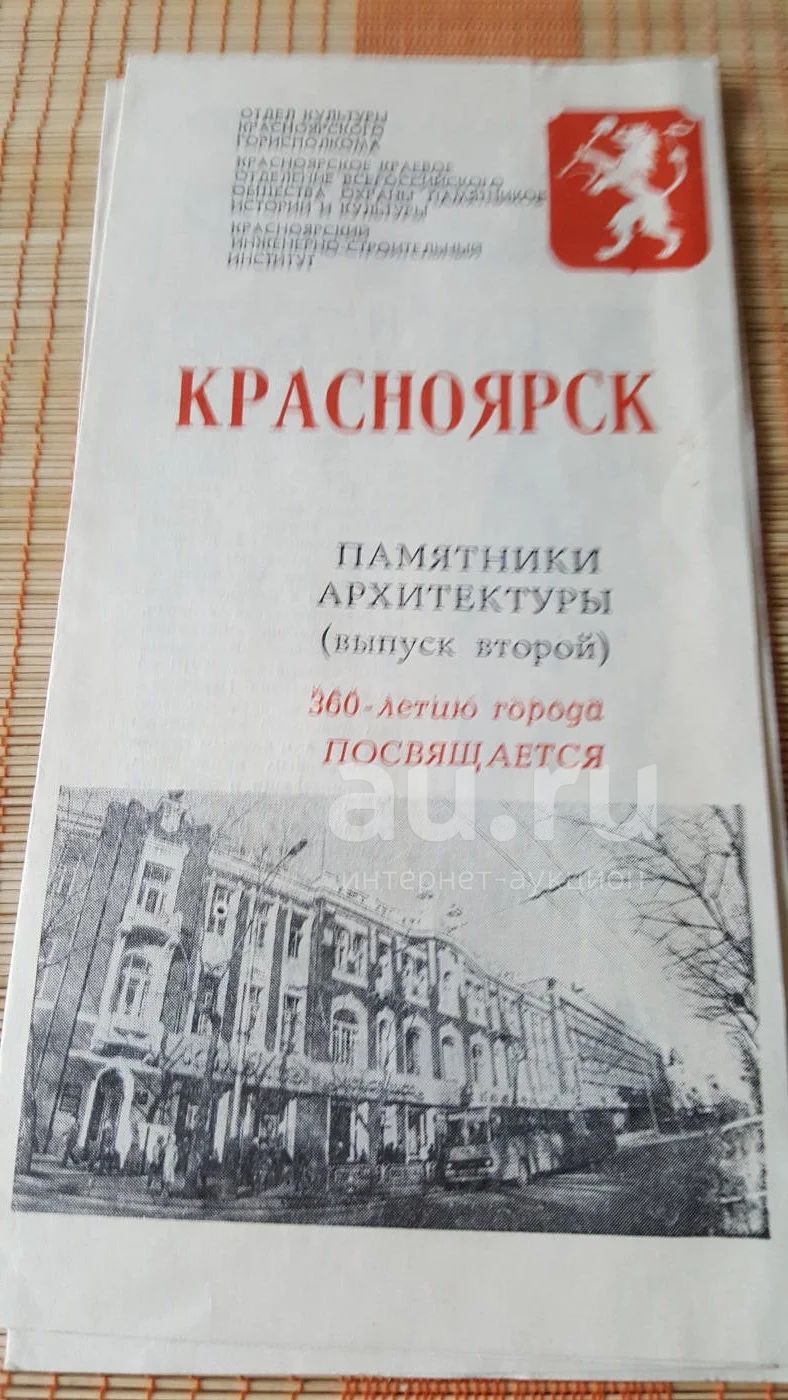 ОТДЕЛ КУЛЬТУРЫ
КРАСНОЯРСКОГО
ГОРИСПОЛКОМА
КРАСНОЯРСКОЕ КРАЕВОЕ
ОТДЕЛЕНИЕ ВСЕРОССИЙСКОГО
ОБЩЕСТВА ОХРАНЫ ПАМЯТНИКОВ
ИСТОРИИ И КУЛЬТУРЫ
КРАСНОЯРСКИЙ
ИНЖЕНЕРНО-СТРОИТЕЛЬНЫЙ
ИНСТИТУТ
КРАСНОЯРСК
ПАМЯТНИКИ
АРХИТЕКТУРЫ
(выпуск второй)
360-летию города
ПОСВЯЩАЕТСЯ
au.ru
интернет-аукцион